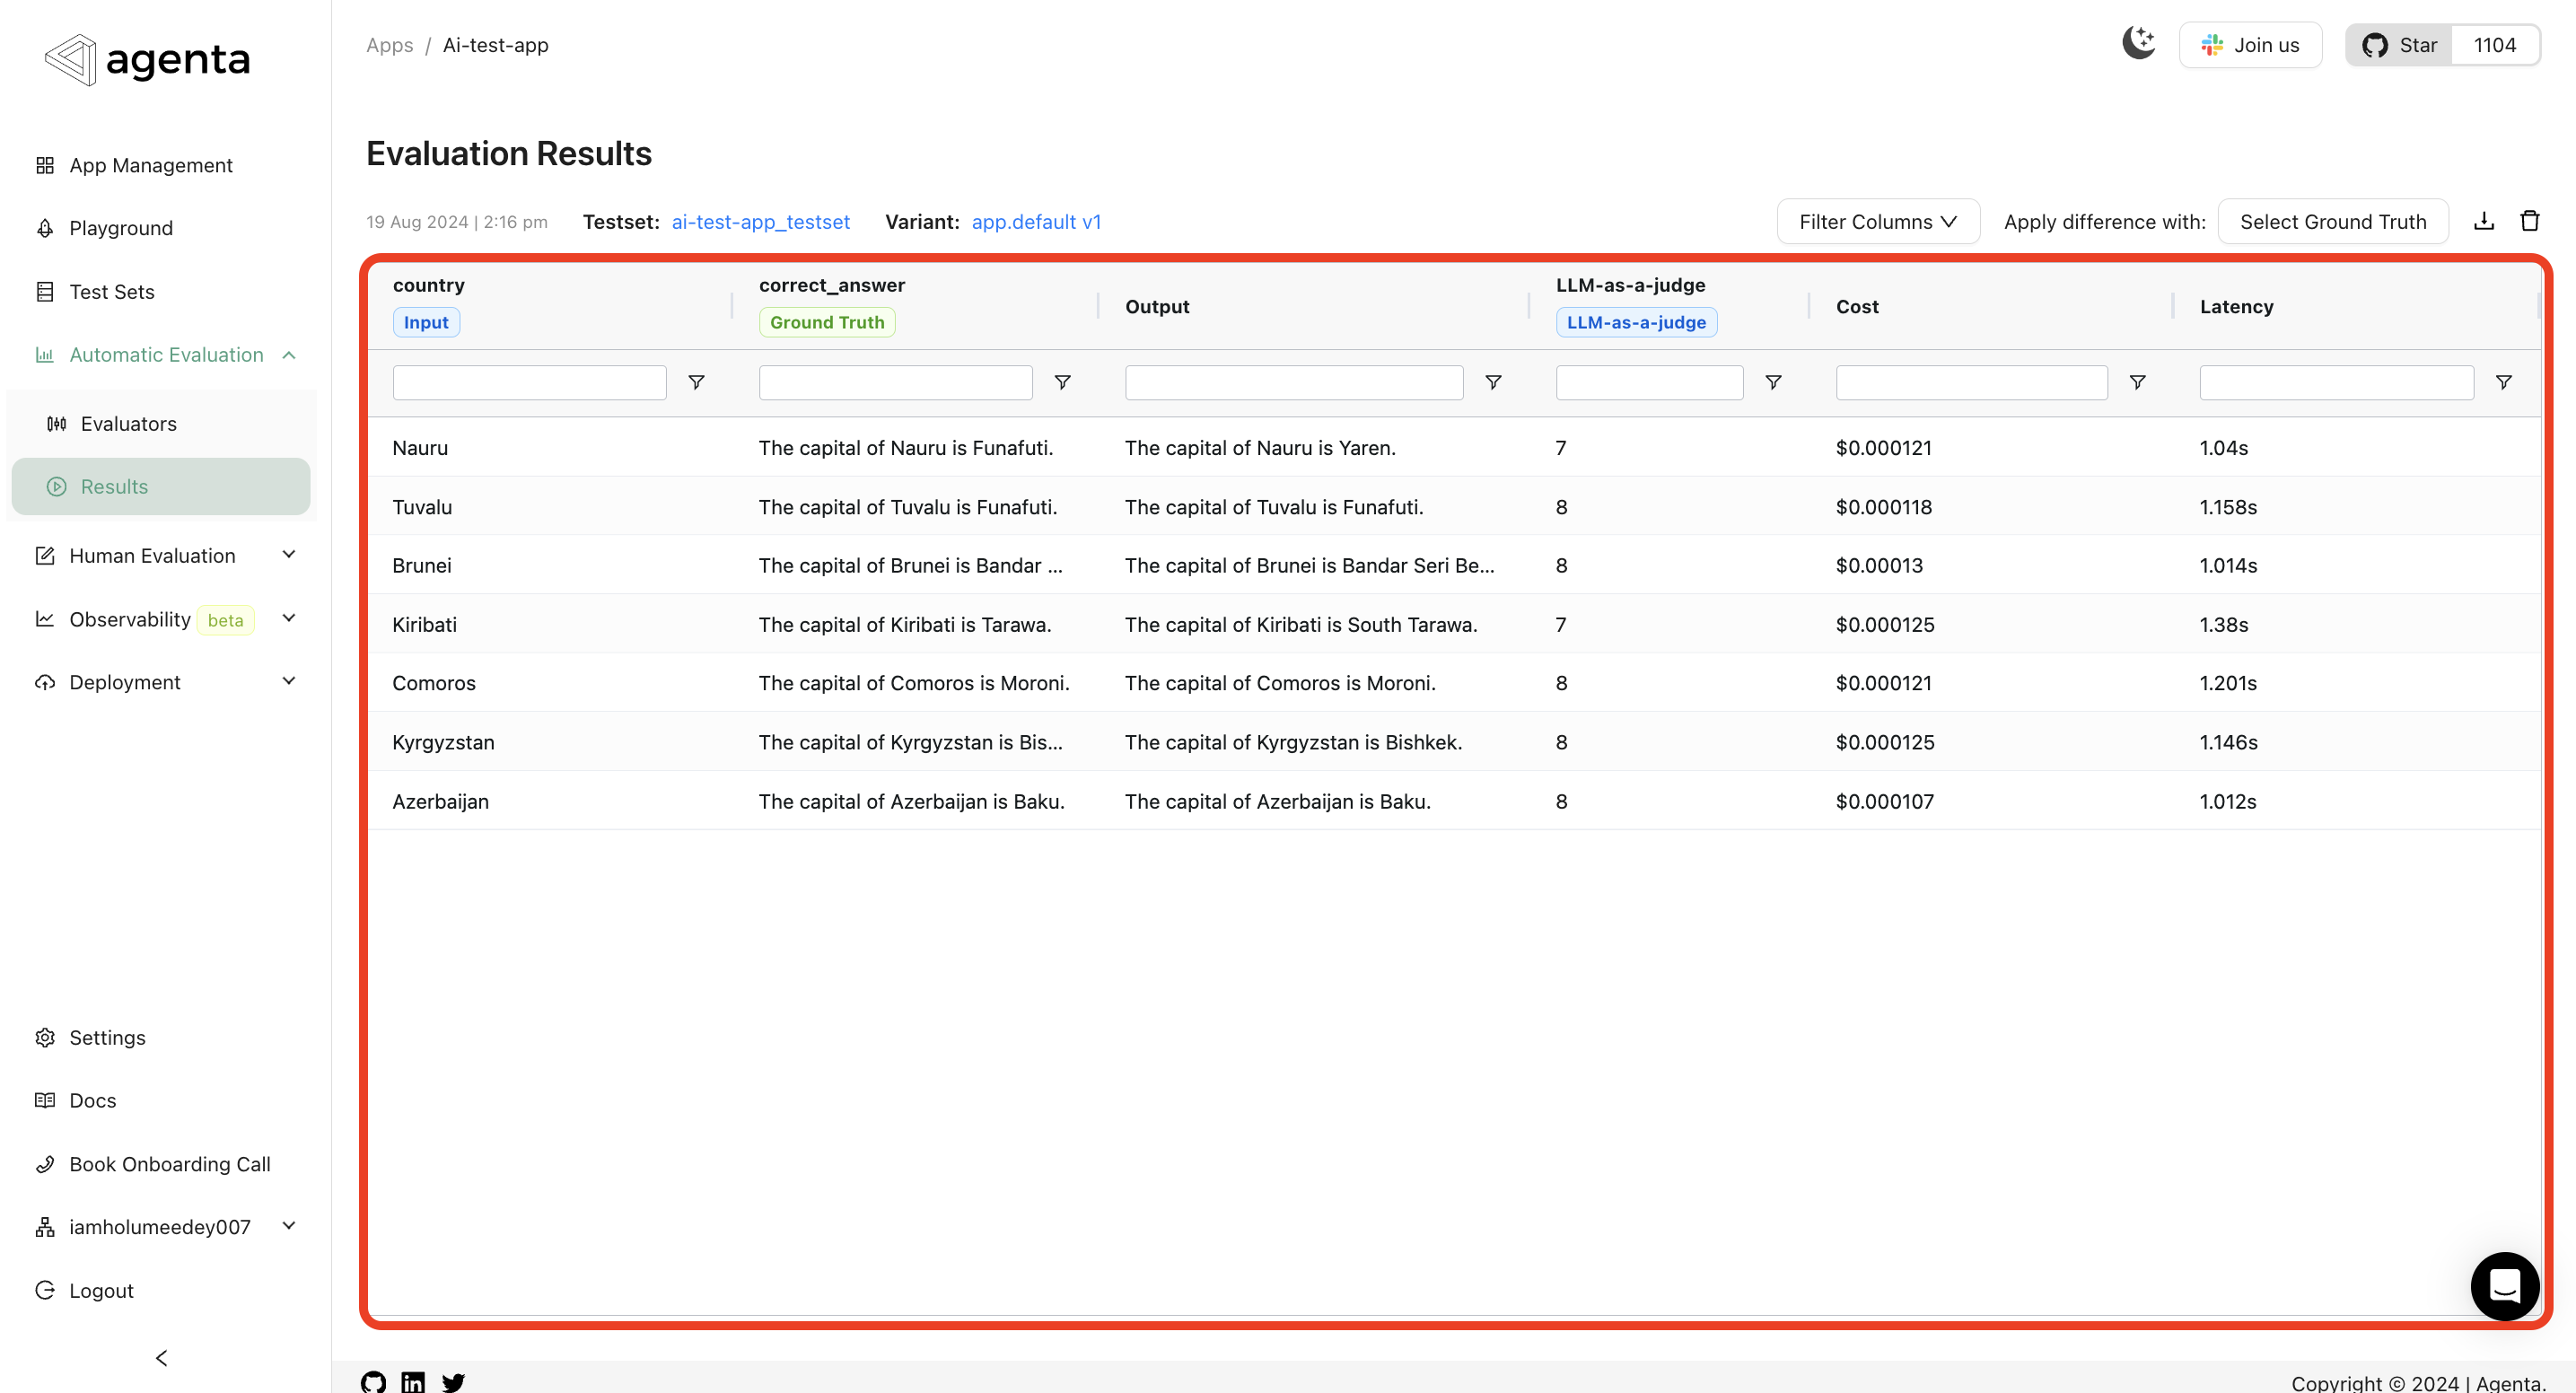 agenta
Apps / Ai-test-app
Join us
Star 1104
App Management
Playground
Test Sets
Automatic Evaluation
Evaluators
Results
Human Evaluation
Observability beta
Deployment
Settings
Docs
Book Onboarding Call
iamholumeedey007
Logout
Evaluation Results
19 Aug 2024 | 2:16 pm Testset: ai-test-app_testset Variant: app.default v1 Filter Columns Apply difference with: Select Ground Truth
country correct_answer Output LLM-as-a-judge Cost Latency
Input Ground Truth LLM-as-a-judge
Nauru The capital of Nauru is Funafuti. The capital of Nauru is Yaren. 7 $0.000121 1.04s
Tuvalu The capital of Tuvalu is Funafuti. The capital of Tuvalu is Funafuti. 8 $0.000118 1.158s
Brunei The capital of Brunei is Bandar ... The capital of Brunei is Bandar Seri Be... 8 $0.00013 1.014s
Kiribati The capital of Kiribati is Tarawa. The capital of Kiribati is South Tarawa. 7 $0.000125 1.38s
Comoros The capital of Comoros is Moroni. The capital of Comoros is Moroni. 8 $0.000121 1.201s
Kyrgyzstan The capital of Kyrgyzstan is Bis... The capital of Kyrgyzstan is Bishkek. 8 $0.000125 1.146s
Azerbaijan The capital of Azerbaijan is Baku. The capital of Azerbaijan is Baku. 8 $0.000107 1.012s
Copyright © 2024 | Agenta.